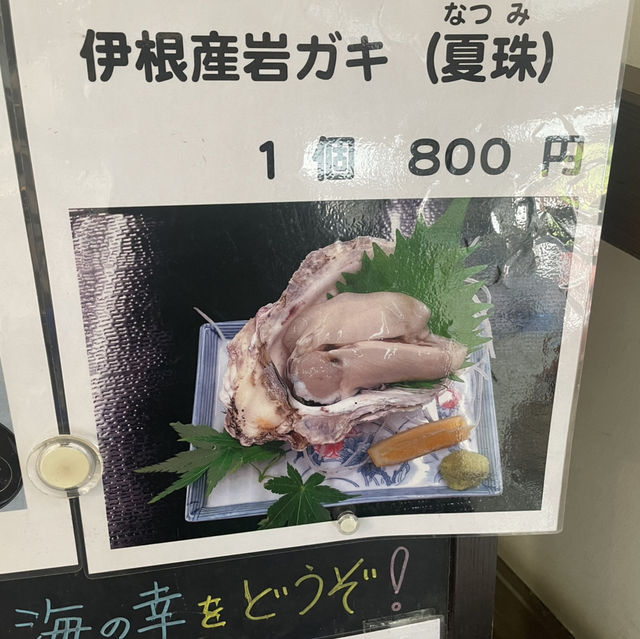 なつみ
伊根産岩ガキ (夏珠)
1個 800円
海の幸をどうぞ!